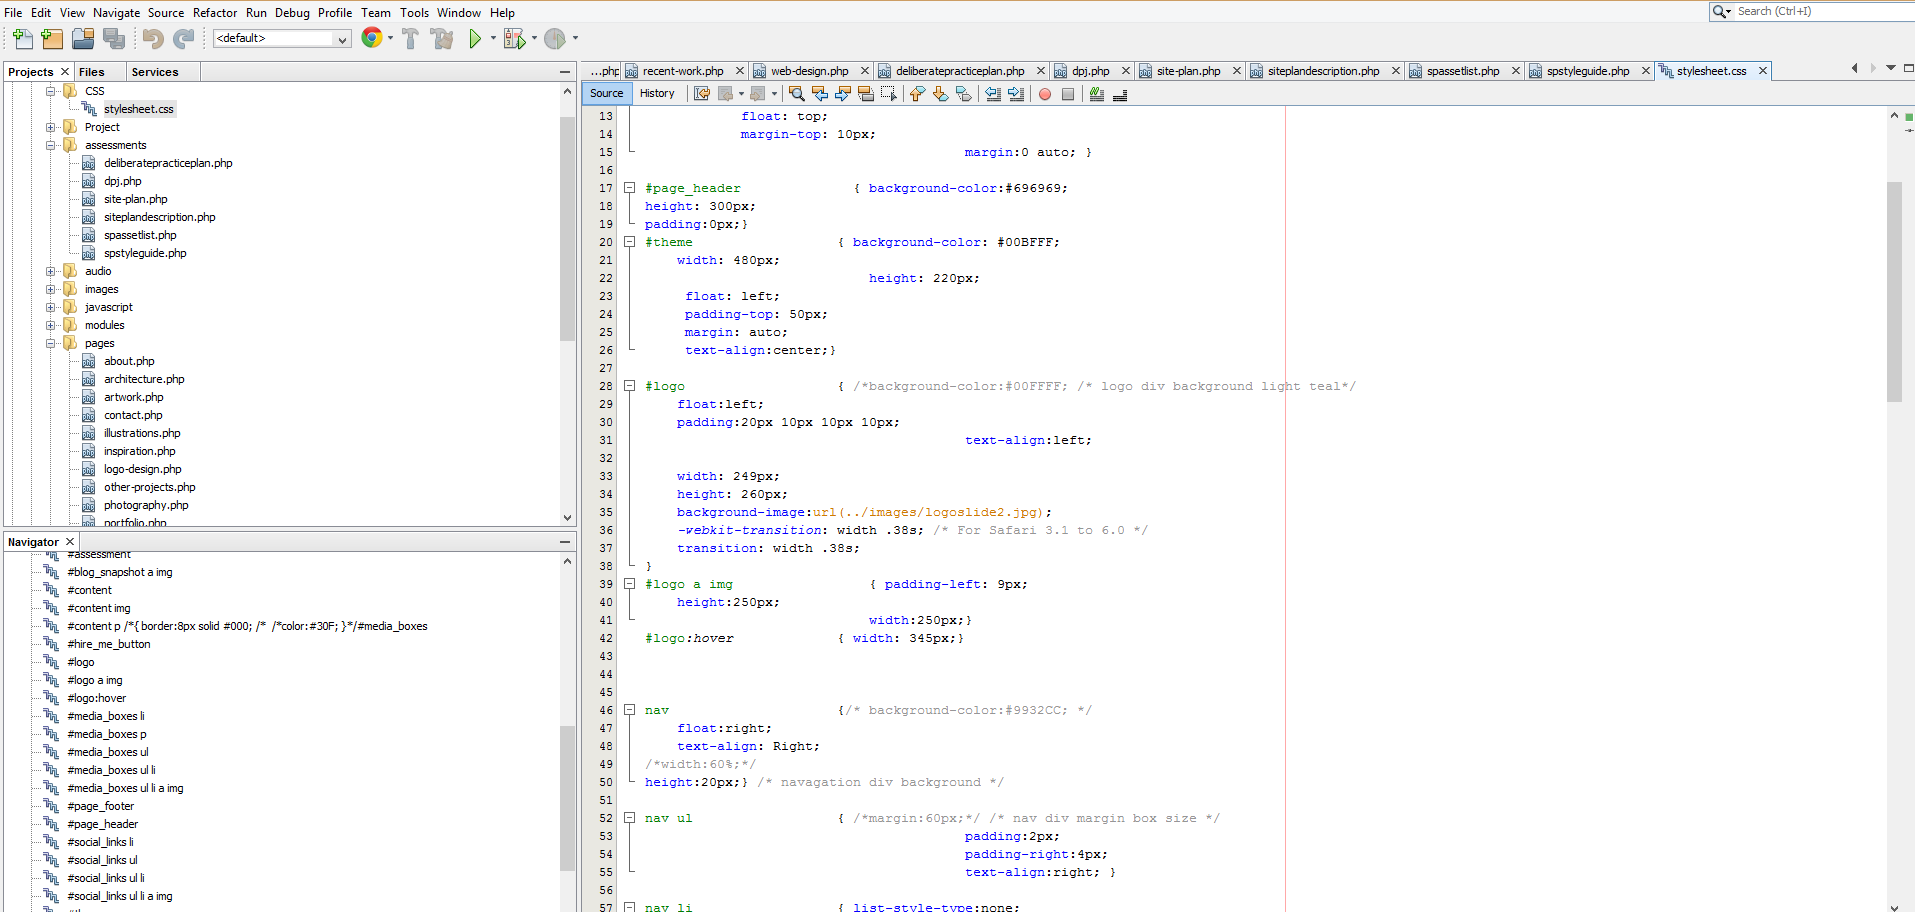 File Edit View Navigate Source Refactor Run Debug Profile Team Tools Window Help
Search (Ctrl+I)
<default>
Projects Files Services
CSS
stylesheet.css
Project
assessments
deliberatepracticeplan.php
dpj.php
site-plan.php
siteplandescription.php
spassetlist.php
spstyleguide.php
audio
images
javascript
modules
pages
about.php
architecture.php
artwork.php
contact.php
illustrations.php
inspiration.php
logo-design.php
other-projects.php
photography.php
portfolio.php
Navigator
#assessment
#blog_snapshot a img
#content
#content img
#content p /*{ border:8px solid #000; /* /*color:#30F; }*/#media_boxes
#hire_me_button
#logo
#logo a img
#logo:hover
#media_boxes li
#media_boxes p
#media_boxes ul
#media_boxes ul li
#media_boxes ul li a img
#page_footer
#page_header
#social_links li
#social_links ul
#social_links ul li
#social_links ul li a img
...php recent-work.php web-design.php deliberatepracticeplan.php dpj.php site-plan.php siteplandescription.php spassetlist.php spstyleguide.php stylesheet.css
Source History
13 float: top;
14 margin-top: 10px;
15 margin:0 auto; }
16
17 #page_header { background-color:#696969;
18 height: 300px;
19 padding:0px;}
20 #theme { background-color: #00BFFF;
21 width: 480px;
22 height: 220px;
23 float: left;
24 padding-top: 50px;
25 margin: auto;
26 text-align:center;}
27
28 #logo { /*background-color:#00FFFF; /* logo div background light teal*/
29 float:left;
30 padding:20px 10px 10px 10px;
31 text-align:left;
32
33 width: 249px;
34 height: 260px;
35 background-image:url(../images/logoslide2.jpg);
36 -webkit-transition: width .38s; /* For Safari 3.1 to 6.0 */
37 transition: width .38s;
38 }
39 #logo a img { padding-left: 9px;
40 height:250px;
41 width:250px;}
42 #logo:hover { width: 345px;}
43
44
45
46 nav {/* background-color:#9932CC; */
47 float:right;
48 text-align: Right;
49 /*width:60%;*/
50 height:20px;} /* navagation div background */
51
52 nav ul { /*margin:60px;*/ /* nav div margin box size */
53 padding:2px;
54 padding-right:4px;
55 text-align:right; }
56
57 nav li { list-style-type:none;